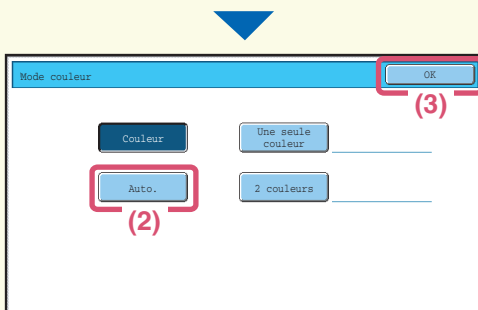 Mode couleur
OK
(3)
Couleur
Une seule
couleur
Auto.
2 couleurs
(2)